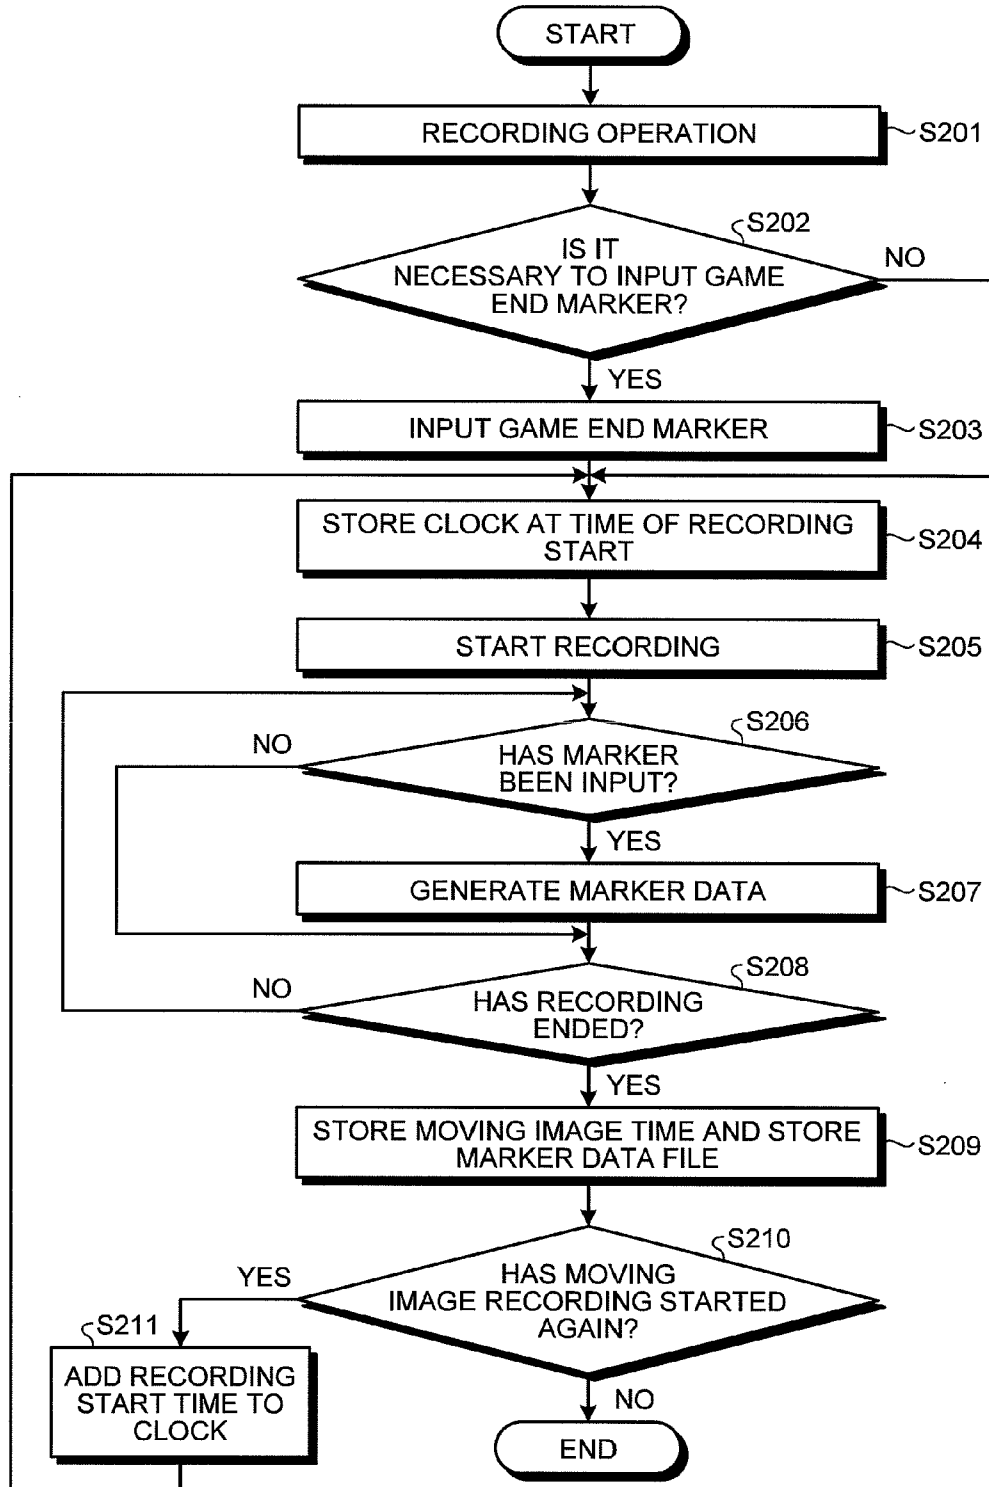 START
RECORDING OPERATION
S201
S202
IS IT
NECESSARY TO INPUT GAME
END MARKER?
NO
YES
INPUT GAME END MARKER
S203
STORE CLOCK AT TIME OF RECORDING
START
S204
START RECORDING
S205
S206
NO
HAS MARKER
BEEN INPUT?
YES
GENERATE MARKER DATA
S207
S208
NO
HAS RECORDING
ENDED?
YES
STORE MOVING IMAGE TIME AND STORE
MARKER DATA FILE
S209
S210
YES
HAS MOVING
IMAGE RECORDING STARTED
AGAIN?
S211
ADD RECORDING
START TIME TO
CLOCK
NO
END